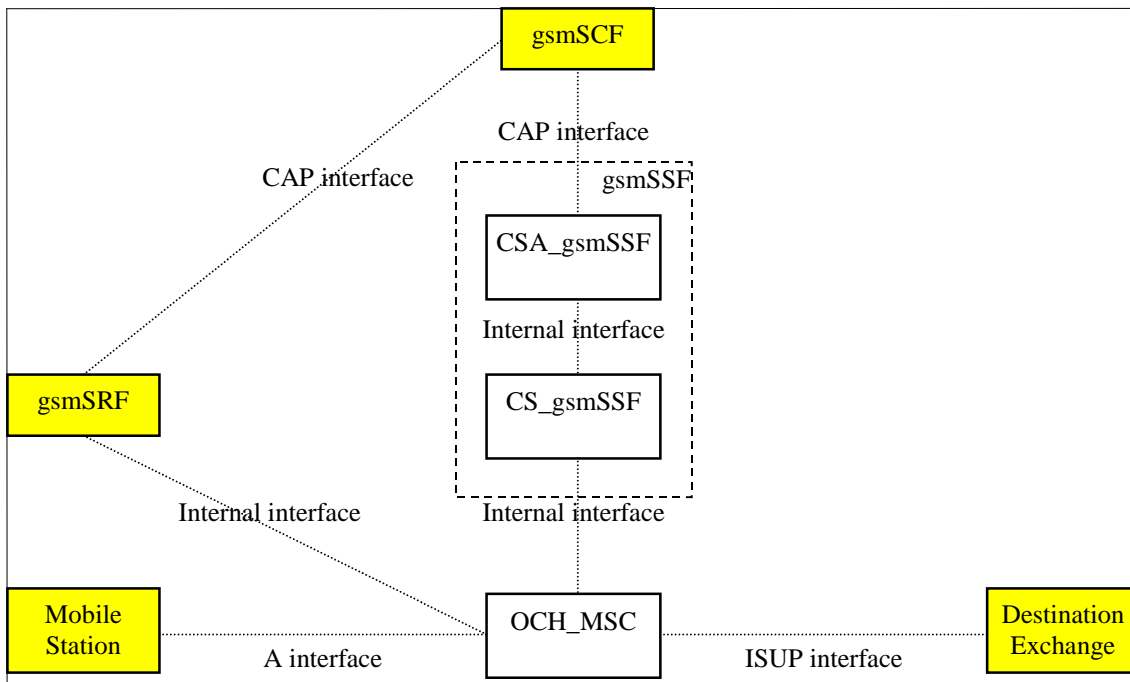 gsmSCF
CAP interface
CAP interface
gsmSSF
CSA_gsmSSF
Internal interface
gsmSRF
CS_gsmSSF
Internal interface
Internal interface
Mobile
Station
OCH_MSC
Destination
Exchange
A interface
ISUP interface